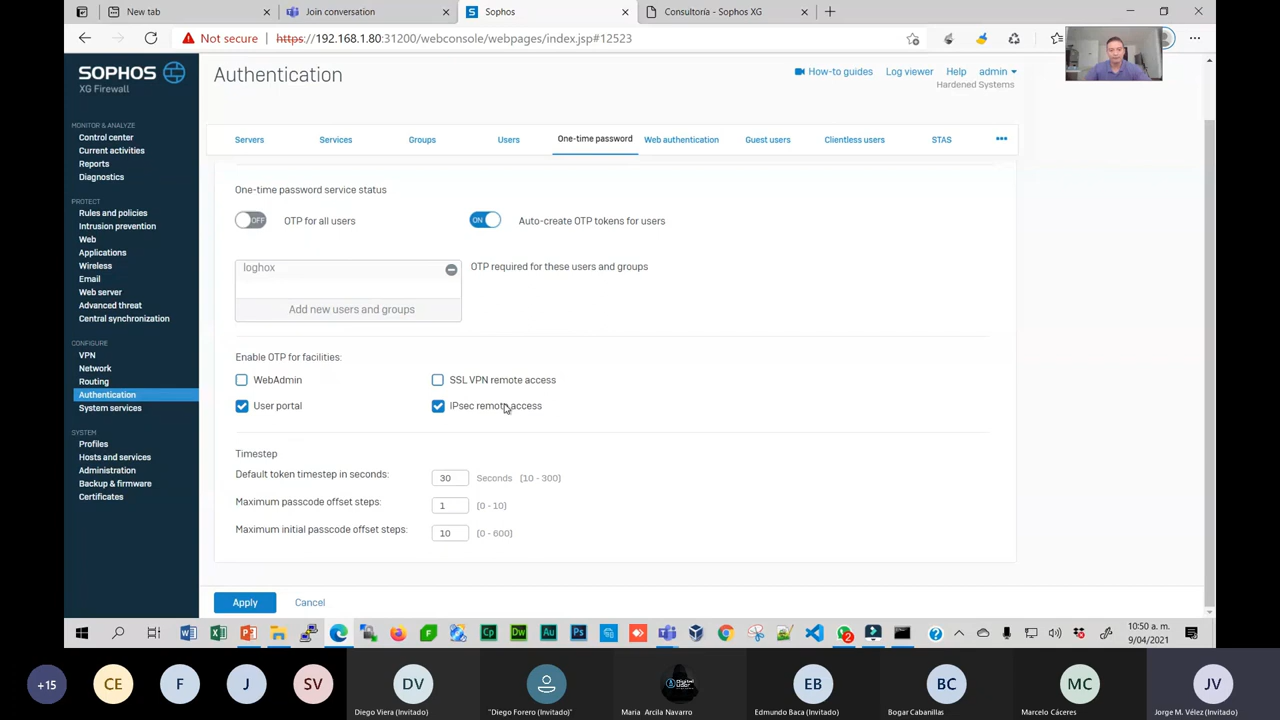 New tab
Join conversation
Sophos
Consultoría - Sophos XG
Not secure
https://192.168.1.80:31200/webconsole/webpages/index.jsp#12523
SOPHOS
XG Firewall
Authentication
How-to guides
Log viewer
Help
admin
Hardened Systems
MONITOR & ANALYZE
Control center
Current activities
Reports
Diagnostics
PROTECT
Rules and policies
Intrusion prevention
Web
Applications
Wireless
Email
Web server
Advanced threat
Central synchronization
CONFIGURE
VPN
Network
Routing
Authentication
System services
SYSTEM
Profiles
Hosts and services
Administration
Backup & firmware
Certificates
Servers
Services
Groups
Users
One-time password
Web authentication
Guest users
Clientless users
STAS
One-time password service status
OFF
OTP for all users
ON
Auto-create OTP tokens for users
loghox
OTP required for these users and groups
Add new users and groups
Enable OTP for facilities:
WebAdmin
SSL VPN remote access
User portal
IPsec remote access
Timestep
Default token timestep in seconds:
30
Seconds (10 - 300)
Maximum passcode offset steps:
1
(0 - 10)
Maximum initial passcode offset steps:
10
(0 - 600)
Apply
Cancel
10:50 a. m.
9/04/2021
+15
CE
F
J
SV
DV
Diego Viera (Invitado)
"Diego Forero (Invitado)"
Maria Arcila Navarro
EB
Edmundo Baca (Invitado)
BC
Bogar Cabanillas
MC
Marcelo Cáceres
JV
Jorge M. Vélez (Invitado)